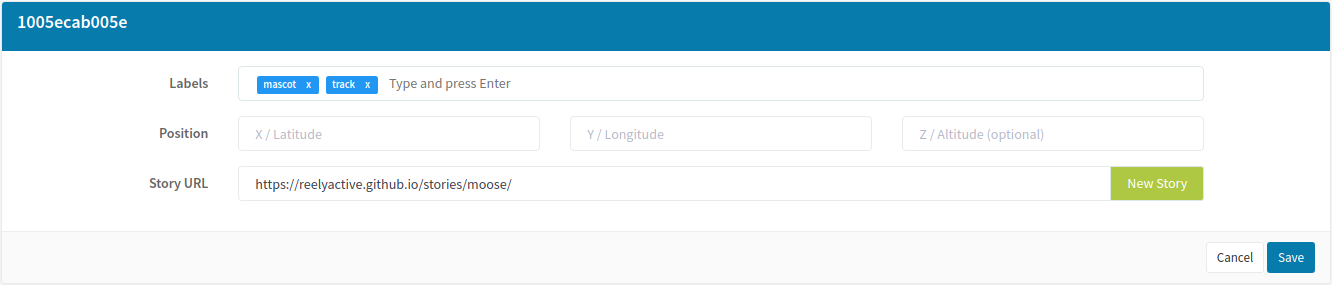 1005ecab005e
Labels mascot x track x Type and press Enter
Position X / Latitude Y / Longitude Z / Altitude (optional)
Story URL https://reelyactive.github.io/stories/moose/ New Story
Cancel Save